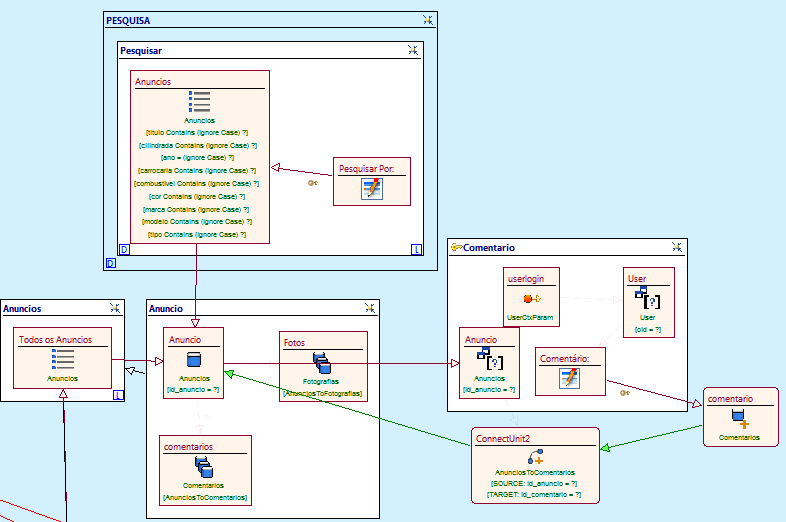 PESQUISA
Pesquisar
Anuncios
Anuncios
[titulo Contains (Ignore Case) ?]
[cilindrada Contains (Ignore Case) ?]
[ano = (Ignore Case) ?]
[carrocaria Contains (Ignore Case) ?]
[combustivel Contains (Ignore Case) ?]
[cor Contains (Ignore Case) ?]
[marca Contains (Ignore Case) ?]
[modelo Contains (Ignore Case) ?]
[tipo Contains (Ignore Case) ?]
Pesquisar Por:
D
L
D
Anuncios
Todos os Anuncios
Anuncios
L
Anuncio
Anuncio
Anuncios
[id_anuncio = ?]
Fotos
Fotografias
[AnunciosToFotografias]
comentarios
Comentarios
[AnunciosToComentarios]
Comentario
userlogin
UserCtxParam
User
[?]
User
[oid = ?]
Anuncio
[?]
Anuncios
[id_anuncio = ?]
Comentário:
comentario
Comentarios
ConnectUnit2
AnunciosToComentarios
[SOURCE: id_anuncio = ?]
[TARGET: id_comentario = ?]